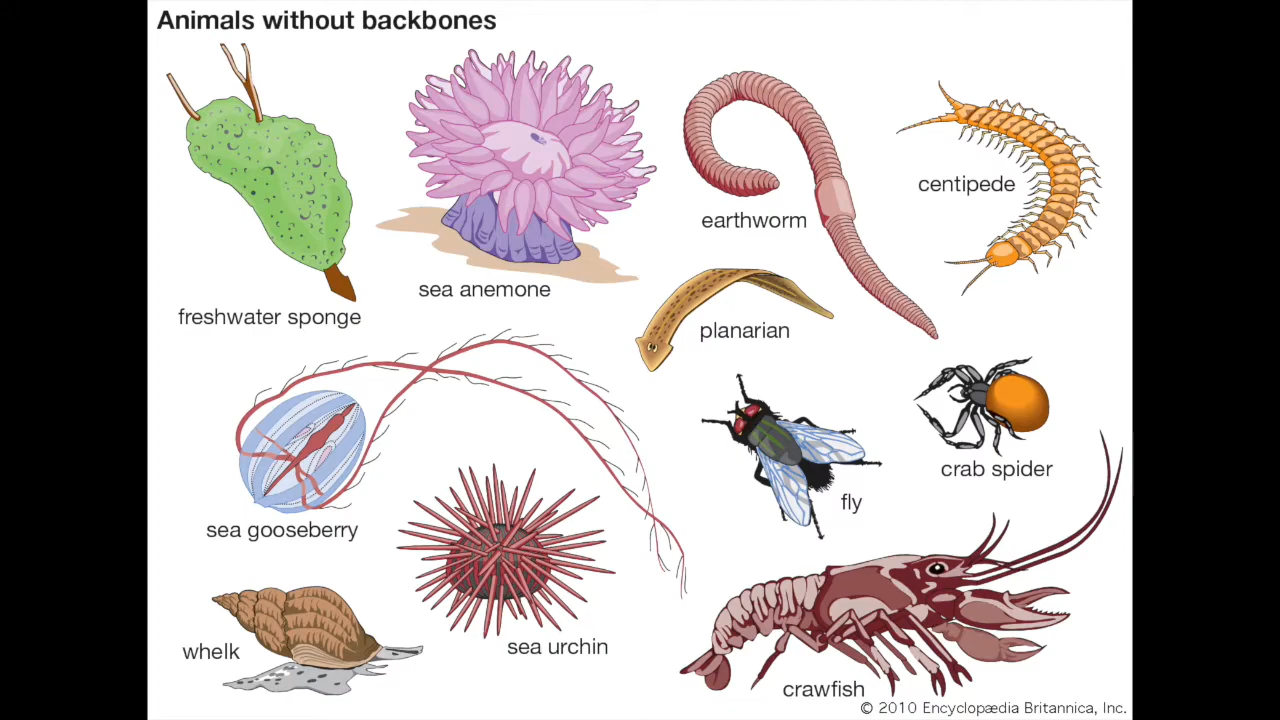 Animals without backbones
freshwater sponge
sea anemone
earthworm
centipede
planarian
sea gooseberry
sea urchin
fly
crab spider
whelk
crawfish
© 2010 Encyclopædia Britannica, Inc.